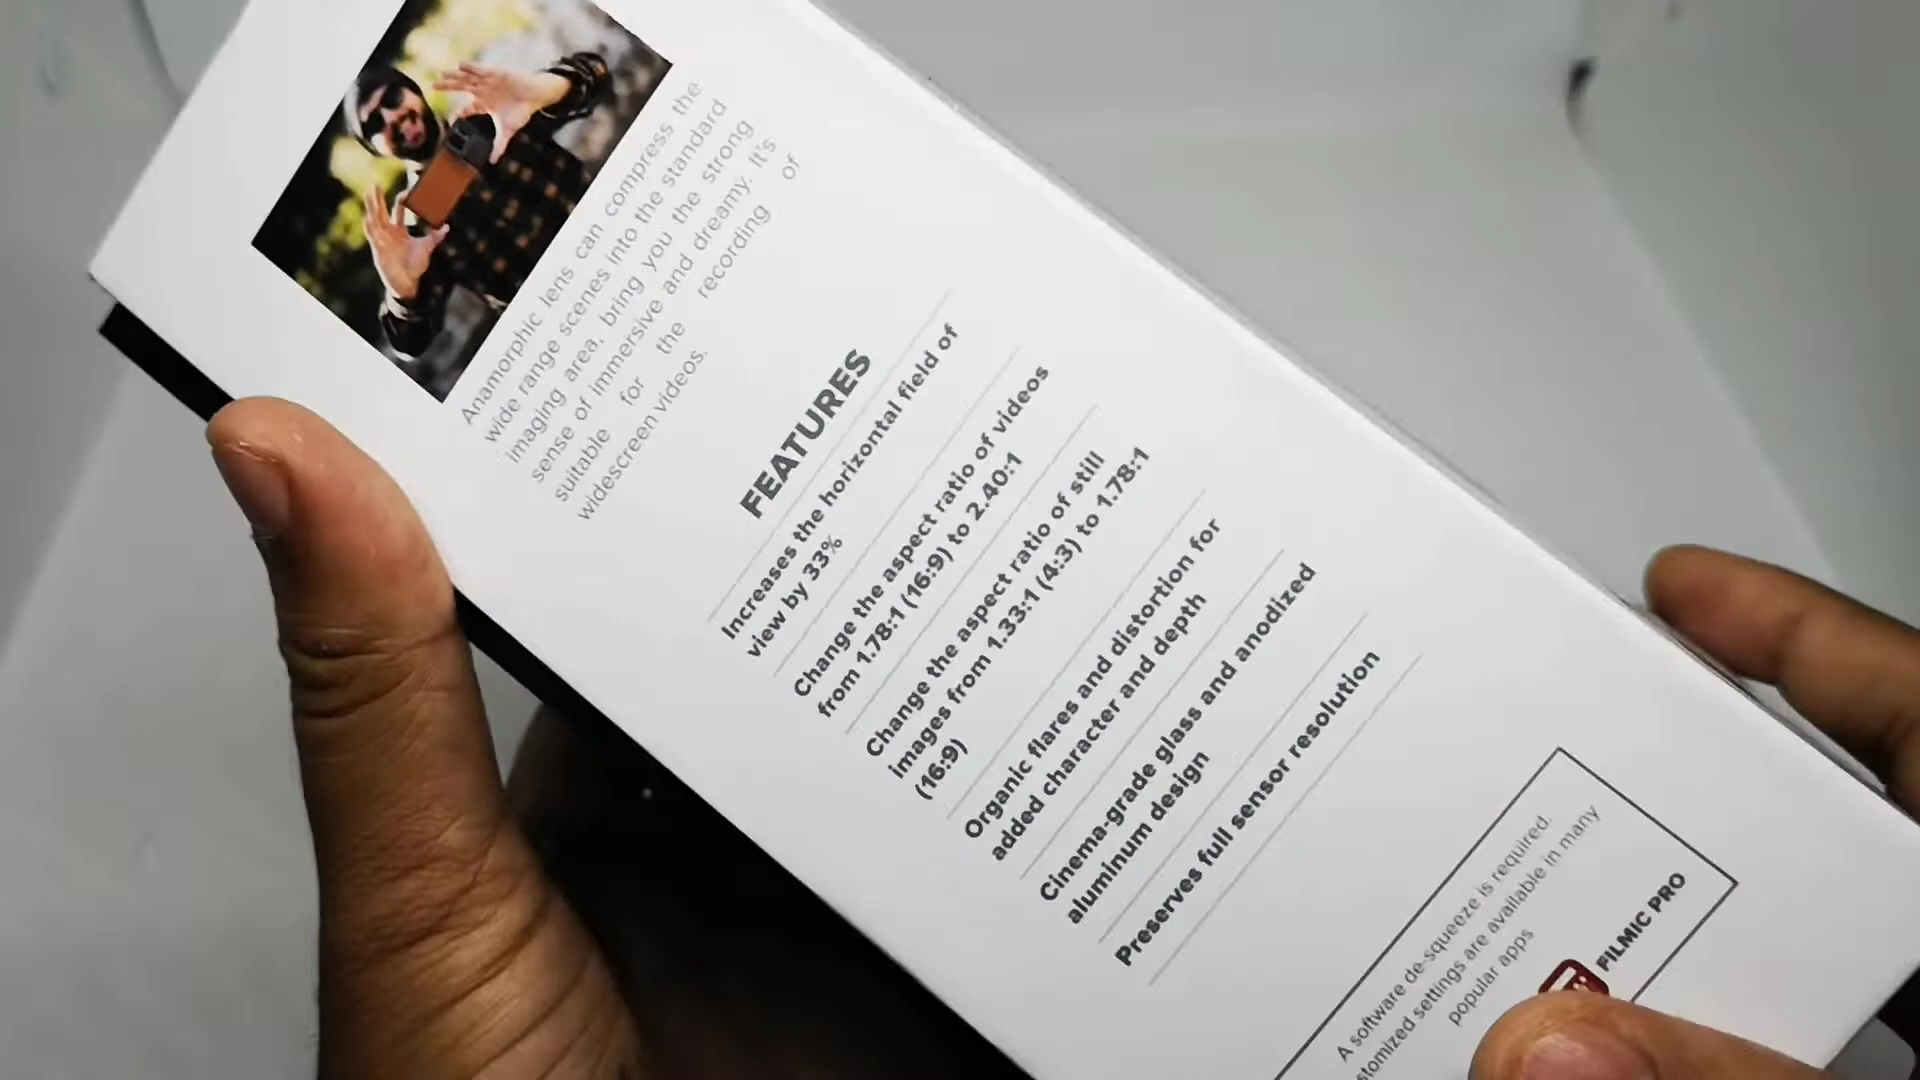 Anamorphic lens can compress the
wide range scenes into the standard
imaging area, bring you the strong
sense of immersive and dreamy. It's
suitable for the recording of
widescreen videos.
FEATURES
Increases the horizontal field of
view by 33%
Change the aspect ratio of videos
from 1.78:1 (16:9) to 2.40:1
Change the aspect ratio of still
images from 1.33:1 (4:3) to 1.78:1
(16:9)
Organic flares and distortion for
added character and depth
Cinema-grade glass and anodized
aluminum design
Preserves full sensor resolution
A software de-squeeze is required.
stomized settings are available in many
popular apps
FILMIC PRO